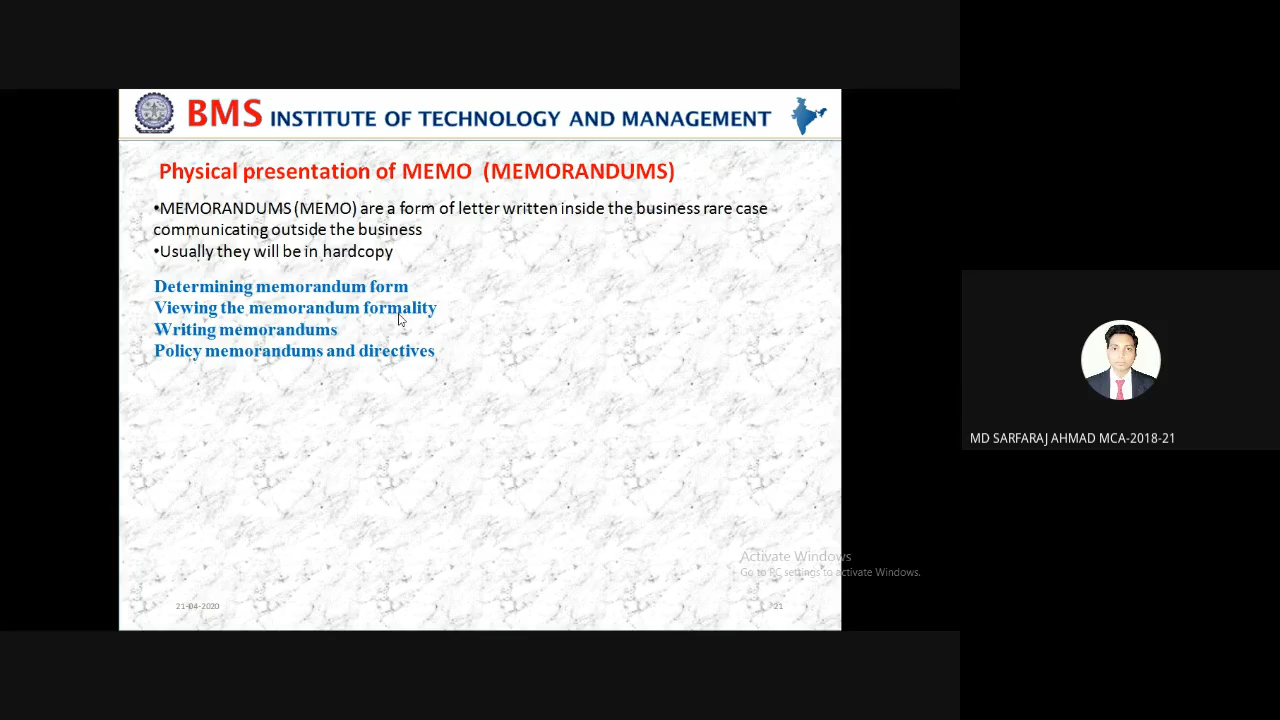 BMS INSTITUTE OF TECHNOLOGY AND MANAGEMENT
Physical presentation of MEMO (MEMORANDUMS)
•MEMORANDUMS (MEMO) are a form of letter written inside the business rare case
communicating outside the business
•Usually they will be in hardcopy
Determining memorandum form
Viewing the memorandum formality
Writing memorandums
Policy memorandums and directives
MD SARFARAJ AHMAD MCA-2018-21
Activate Windows
Go to PC settings to activate Windows.
21-04-2020
21